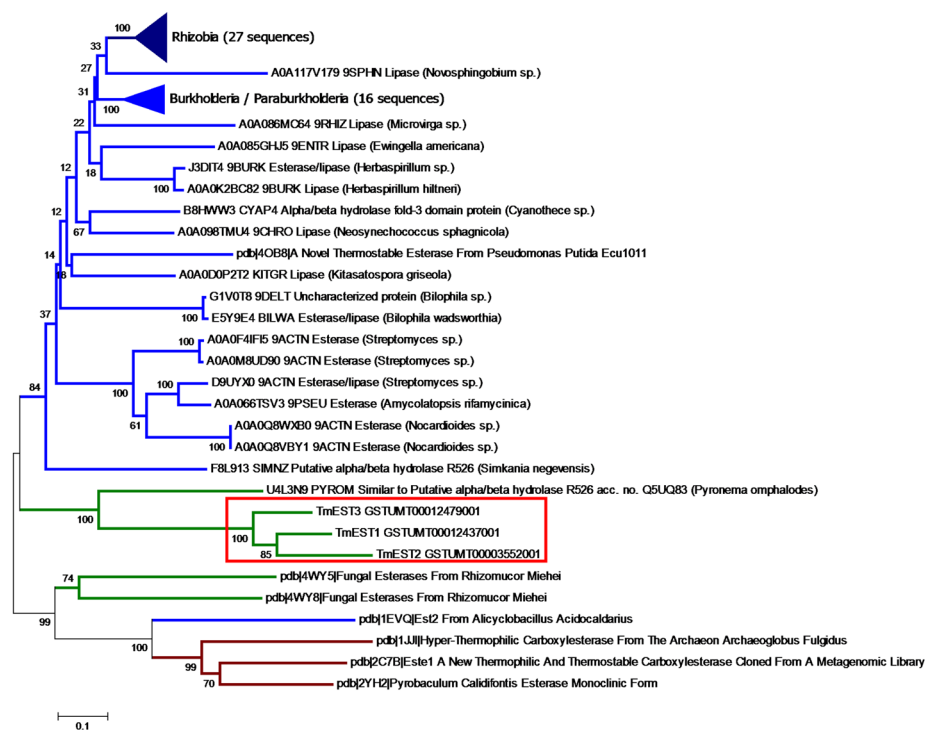 100
Rhizobia (27 sequences)
33
A0A117V179 9SPHN Lipase (Novosphingobium sp.)
27
Burkholderia / Paraburkholderia (16 sequences)
31
100
A0A086MC64 9RHIZ Lipase (Microvirga sp.)
22
A0A085GHJ5 9ENTR Lipase (Ewingella americana)
12
18
J3DIT4 9BURK Esterase/lipase (Herbaspirillum sp.)
100
A0A0K2BC82 9BURK Lipase (Herbaspirillum hiltneri)
12
B8HWW3 CYAP4 Alpha/beta hydrolase fold-3 domain protein (Cyanothece sp.)
67
A0A098TMU4 9CHRO Lipase (Neosynechococcus sphagnicola)
14
pdb|4OB8|A Novel Thermostable Esterase From Pseudomonas Putida Ecu1011
18
A0A0D0P2T2 KITGR Lipase (Kitasatospora griseola)
G1V0T8 9DELT Uncharacterized protein (Bilophila sp.)
37
100
E5Y9E4 BILWA Esterase/lipase (Bilophila wadsworthia)
A0A0F4IFI5 9ACTN Esterase (Streptomyces sp.)
100
A0A0M8UD90 9ACTN Esterase (Streptomyces sp.)
84
100
100
D9UYX0 9ACTN Esterase/lipase (Streptomyces sp.)
A0A066TSV3 9PSEU Esterase (Amycolatopsis rifamycinica)
61
A0A0Q8WXB0 9ACTN Esterase (Nocardioides sp.)
100
A0A0Q8VBY1 9ACTN Esterase (Nocardioides sp.)
F8L913 SIMNZ Putative alpha/beta hydrolase R526 (Simkania negevensis)
U4L3N9 PYROM Similar to Putative alpha/beta hydrolase R526 acc. no. Q5UQ83 (Pyronema omphalodes)
100
TmEST3 GSTUMT00012479001
100
TmEST1 GSTUMT00012437001
85
TmEST2 GSTUMT00003552001
74
pdb|4WY5|Fungal Esterases From Rhizomucor Miehei
pdb|4WY8|Fungal Esterases From Rhizomucor Miehei
99
pdb|1EVQ|Est2 From Alicyclobacillus Acidocaldarius
100
pdb|1JJI|Hyper-Thermophilic Carboxylesterase From The Archaeon Archaeoglobus Fulgidus
99
pdb|2C7B|Este1 A New Thermophilic And Thermostable Carboxylesterase Cloned From A Metagenomic Library
70
pdb|2YH2|Pyrobaculum Calidifontis Esterase Monoclinic Form
0.1